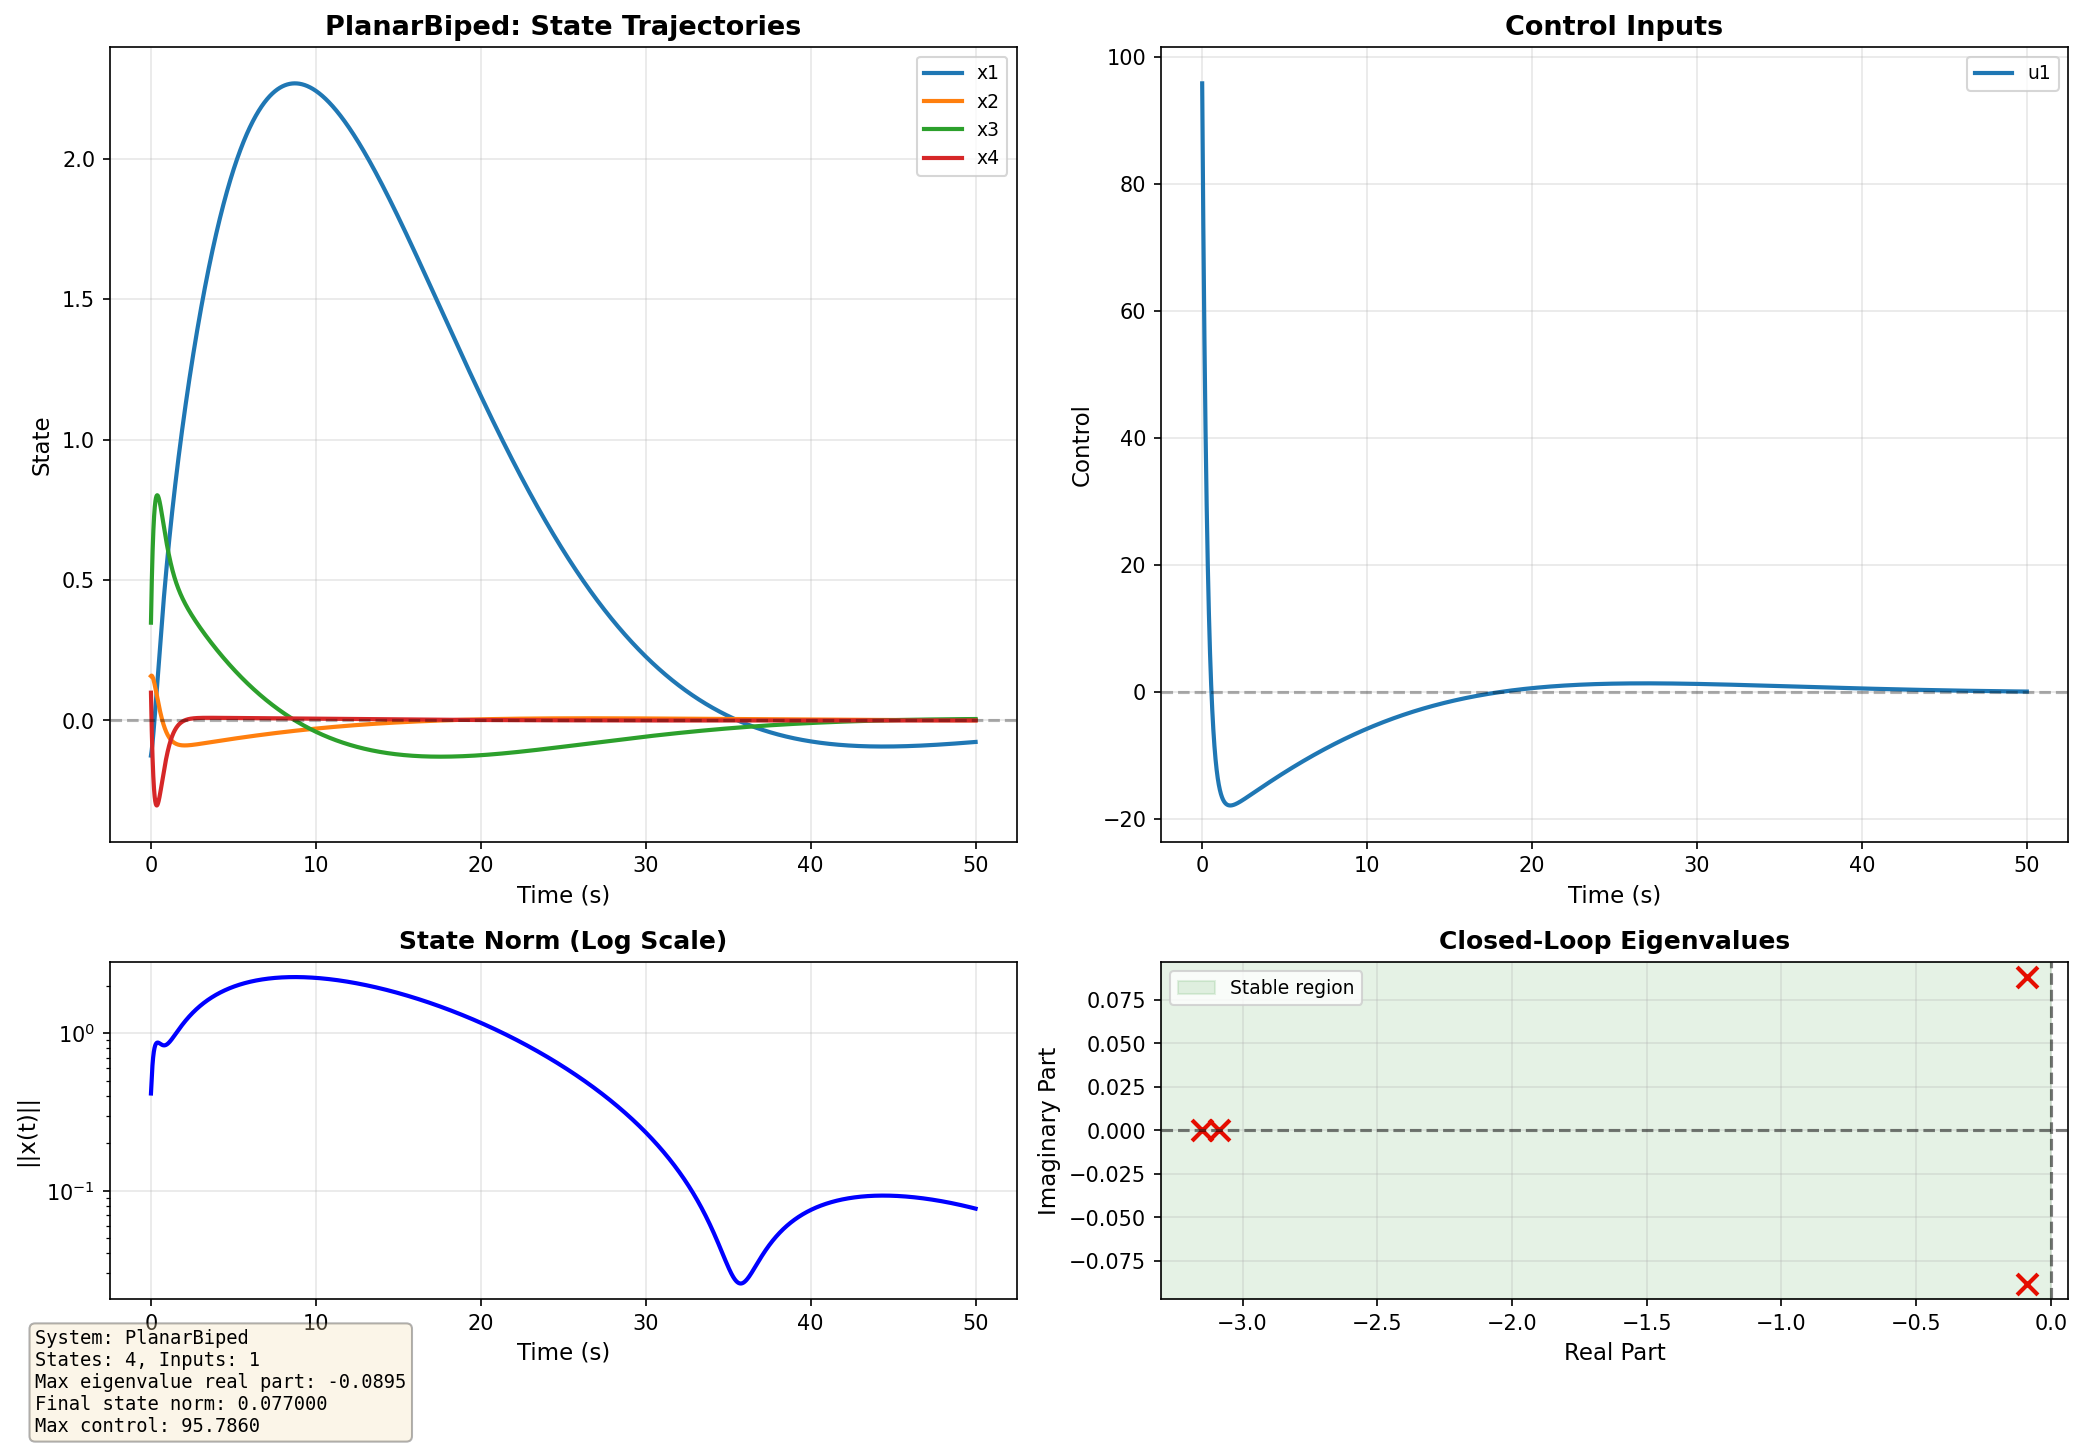 PlanarBiped: State Trajectories
State
2.0
1.5
1.0
0.5
0.0
0
10
20
30
40
50
Time (s)
x1
x2
x3
x4
Control Inputs
Control
100
80
60
40
20
0
−20
0
10
20
30
40
50
Time (s)
u1
State Norm (Log Scale)
||x(t)||
10⁰
10⁻¹
0
10
20
30
40
50
Time (s)
Closed-Loop Eigenvalues
Imaginary Part
0.075
0.050
0.025
0.000
−0.025
−0.050
−0.075
−3.0
−2.5
−2.0
−1.5
−1.0
−0.5
0.0
Real Part
Stable region
System: PlanarBiped
States: 4, Inputs: 1
Max eigenvalue real part: -0.0895
Final state norm: 0.077000
Max control: 95.7860